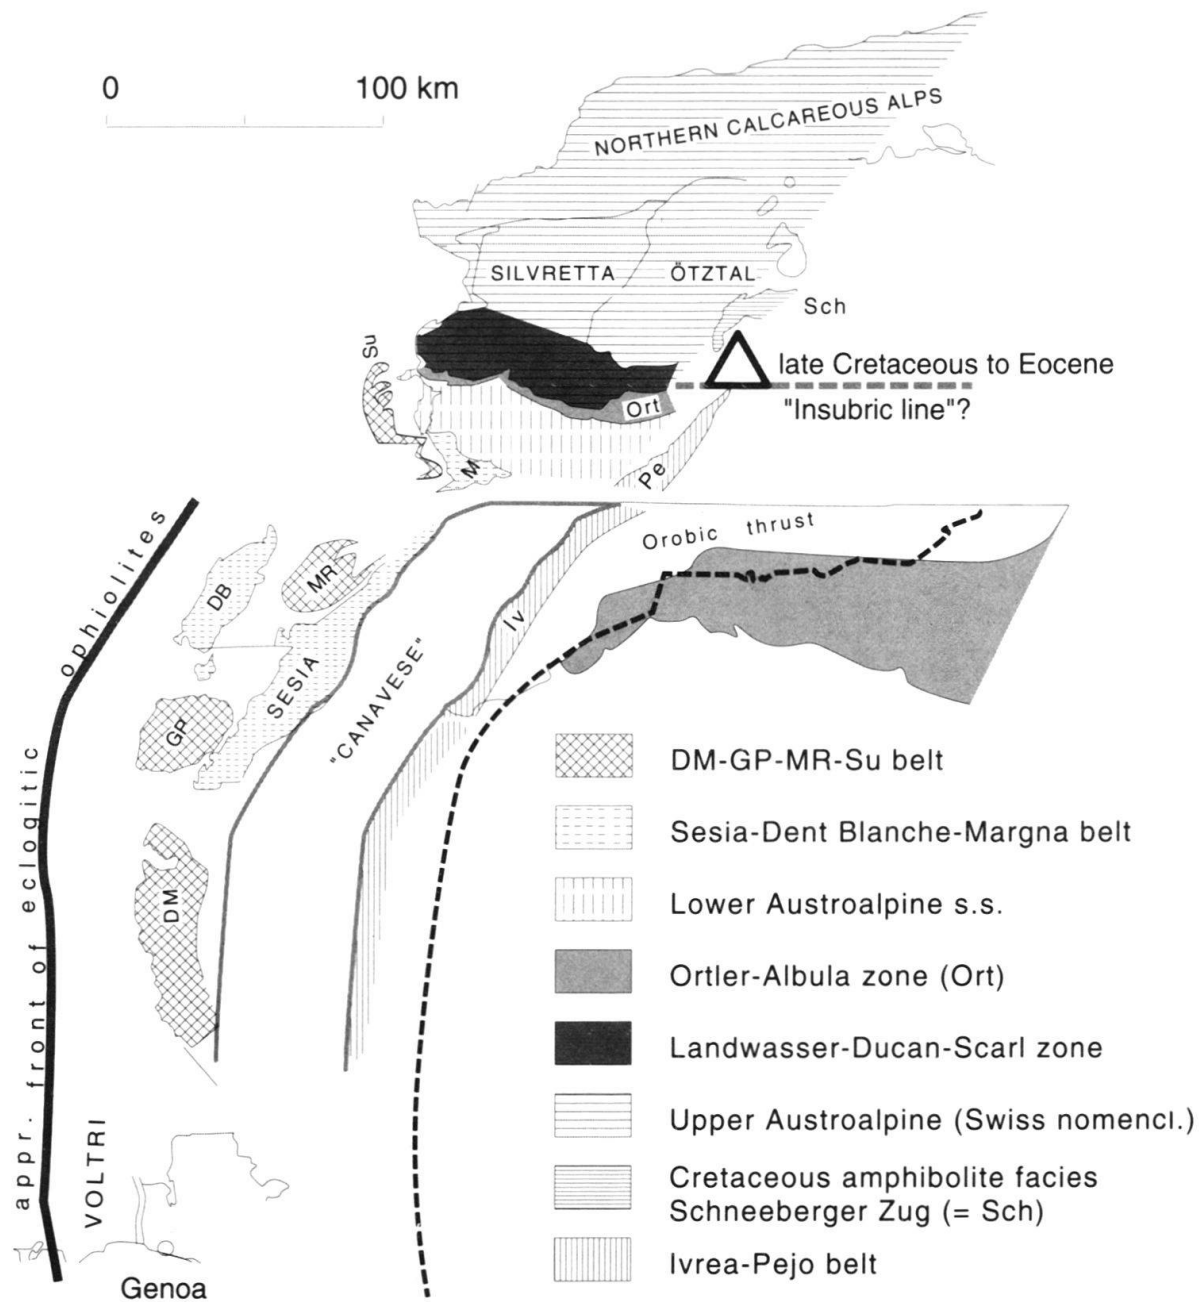 0 100 km
NORTHERN CALCAREOUS ALPS
SILVRETTA ÖTZTAL
Sch
Su
late Cretaceous to Eocene
"Insubric line"?
Ort
M
Pe
Orobic thrust
appr. front of eclogitic ophiolites
DB
MR
Iv
SESIA
"CANAVESE"
GP
DM
VOLTRI
Genoa
DM-GP-MR-Su belt
Sesia-Dent Blanche-Margna belt
Lower Austroalpine s.s.
Ortler-Albula zone (Ort)
Landwasser-Ducan-Scarl zone
Upper Austroalpine (Swiss nomencl.)
Cretaceous amphibolite facies
Schneeberger Zug (= Sch)
Ivrea-Pejo belt